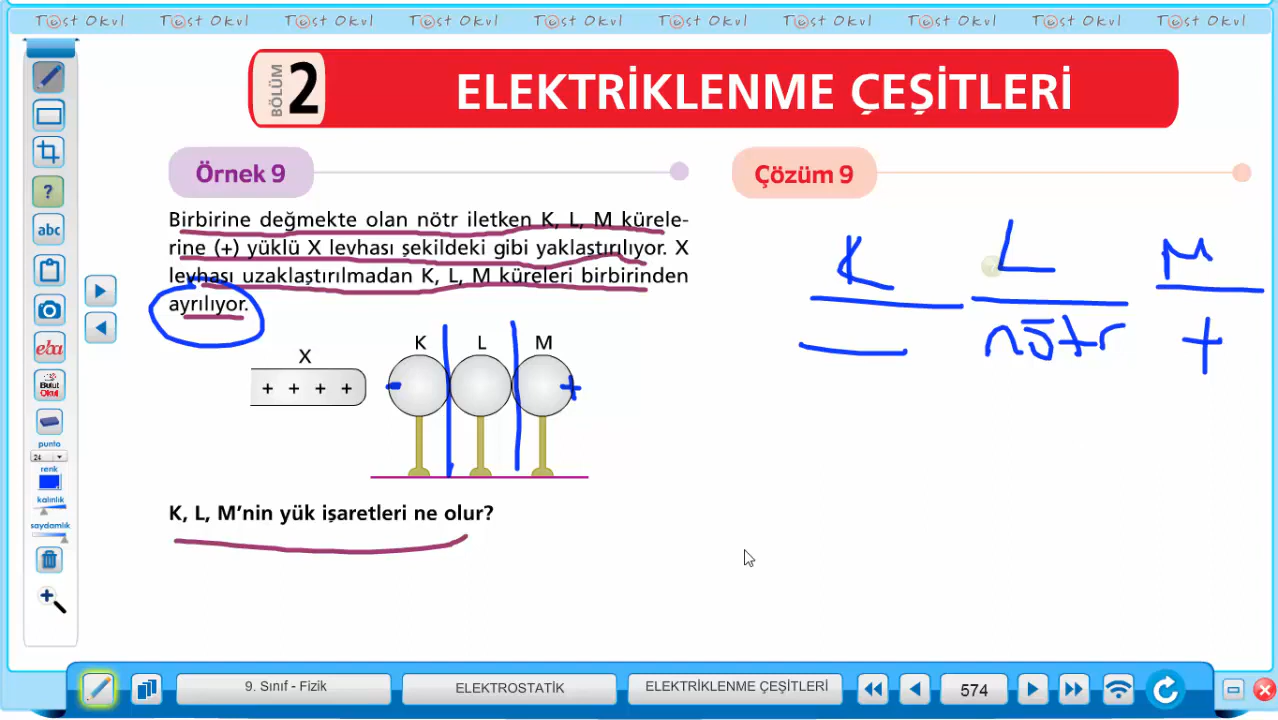 Test Okul Test Okul Test Okul Test Okul Test Okul Test Okul Test Okul Test Okul Test Okul Test Okul
BÖLÜM 2 ELEKTRİKLENME ÇEŞİTLERİ
Örnek 9
Birbirine değmekte olan nötr iletken K, L, M kürele-
rine (+) yüklü X levhası şekildeki gibi yaklaştırılıyor. X
levhası uzaklaştırılmadan K, L, M küreleri birbirinden
ayrılıyor.
X
K L M
+ + + +
- +
K, L, M’nin yük işaretleri ne olur?
Çözüm 9
K L M
— nötr +
?
abc
eba
Bulut Okul
punto
24
renk
kalınlık
saydamlık
9. Sınıf - Fizik ELEKTROSTATİK ELEKTRİKLENME ÇEŞİTLERİ 574